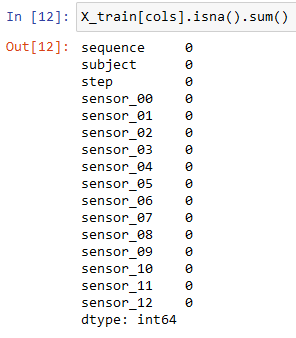 In [12]: X_train[cols].isna().sum()
Out[12]: sequence 0
subject 0
step 0
sensor_00 0
sensor_01 0
sensor_02 0
sensor_03 0
sensor_04 0
sensor_05 0
sensor_06 0
sensor_07 0
sensor_08 0
sensor_09 0
sensor_10 0
sensor_11 0
sensor_12 0
dtype: int64